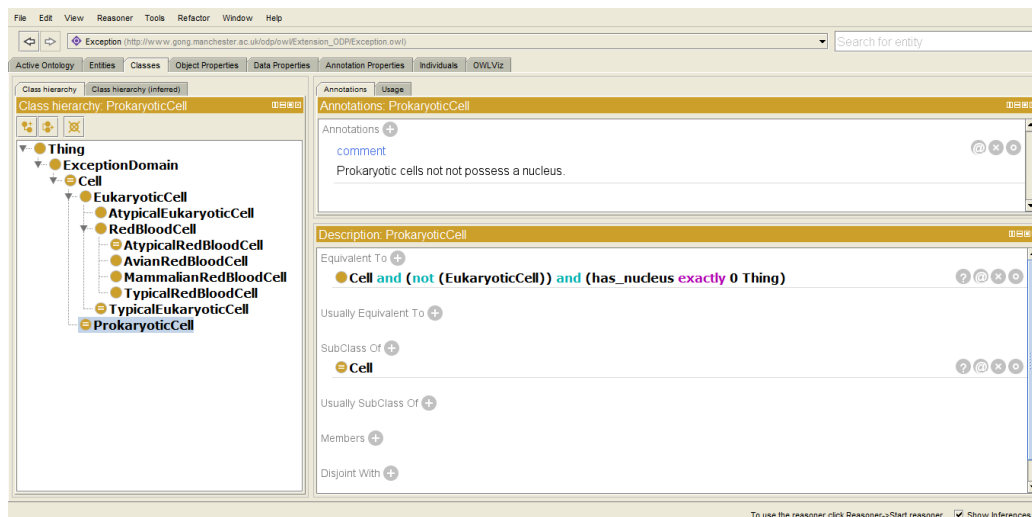 File Edit View Reasoner Tools Refactor Window Help
Exception (http://www.gong.manchester.ac.uk/odp/owl/Extension_ODP/Exception.owl)
Search for entity
Active Ontology Entities Classes Object Properties Data Properties Annotation Properties Individuals OWLViz
Class hierarchy Class hierarchy (inferred)
Class hierarchy: ProkaryoticCell
Thing
ExceptionDomain
Cell
EukaryoticCell
AtypicalEukaryoticCell
RedBloodCell
AtypicalRedBloodCell
AvianRedBloodCell
MammalianRedBloodCell
TypicalRedBloodCell
TypicalEukaryoticCell
ProkaryoticCell
Annotations Usage
Annotations: ProkaryoticCell
Annotations
comment
Prokaryotic cells not not possess a nucleus.
Description: ProkaryoticCell
Equivalent To
Cell and (not (EukaryoticCell)) and (has_nucleus exactly 0 Thing)
Usually Equivalent To
SubClass Of
Cell
Usually SubClass Of
Members
Disjoint With
To use the reasoner click Reasoner->Start reasoner Show Inferences